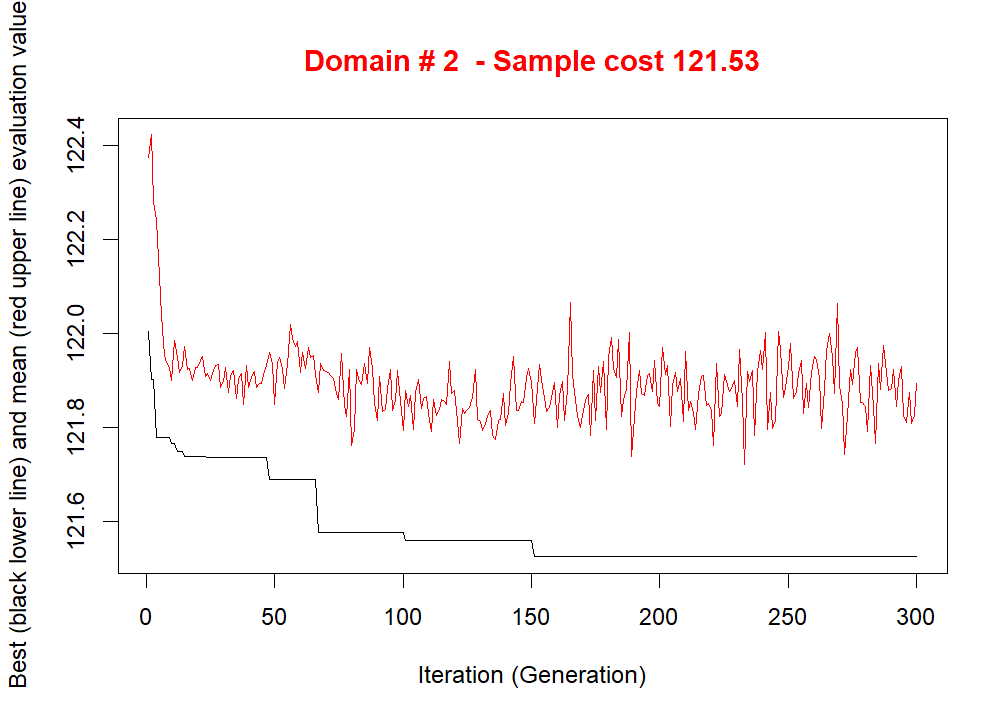 Domain # 2  - Sample cost 121.53
Best (black lower line) and mean (red upper line) evaluation value
122.4
122.2
122.0
121.8
121.6
0 50 100 150 200 250 300
Iteration (Generation)